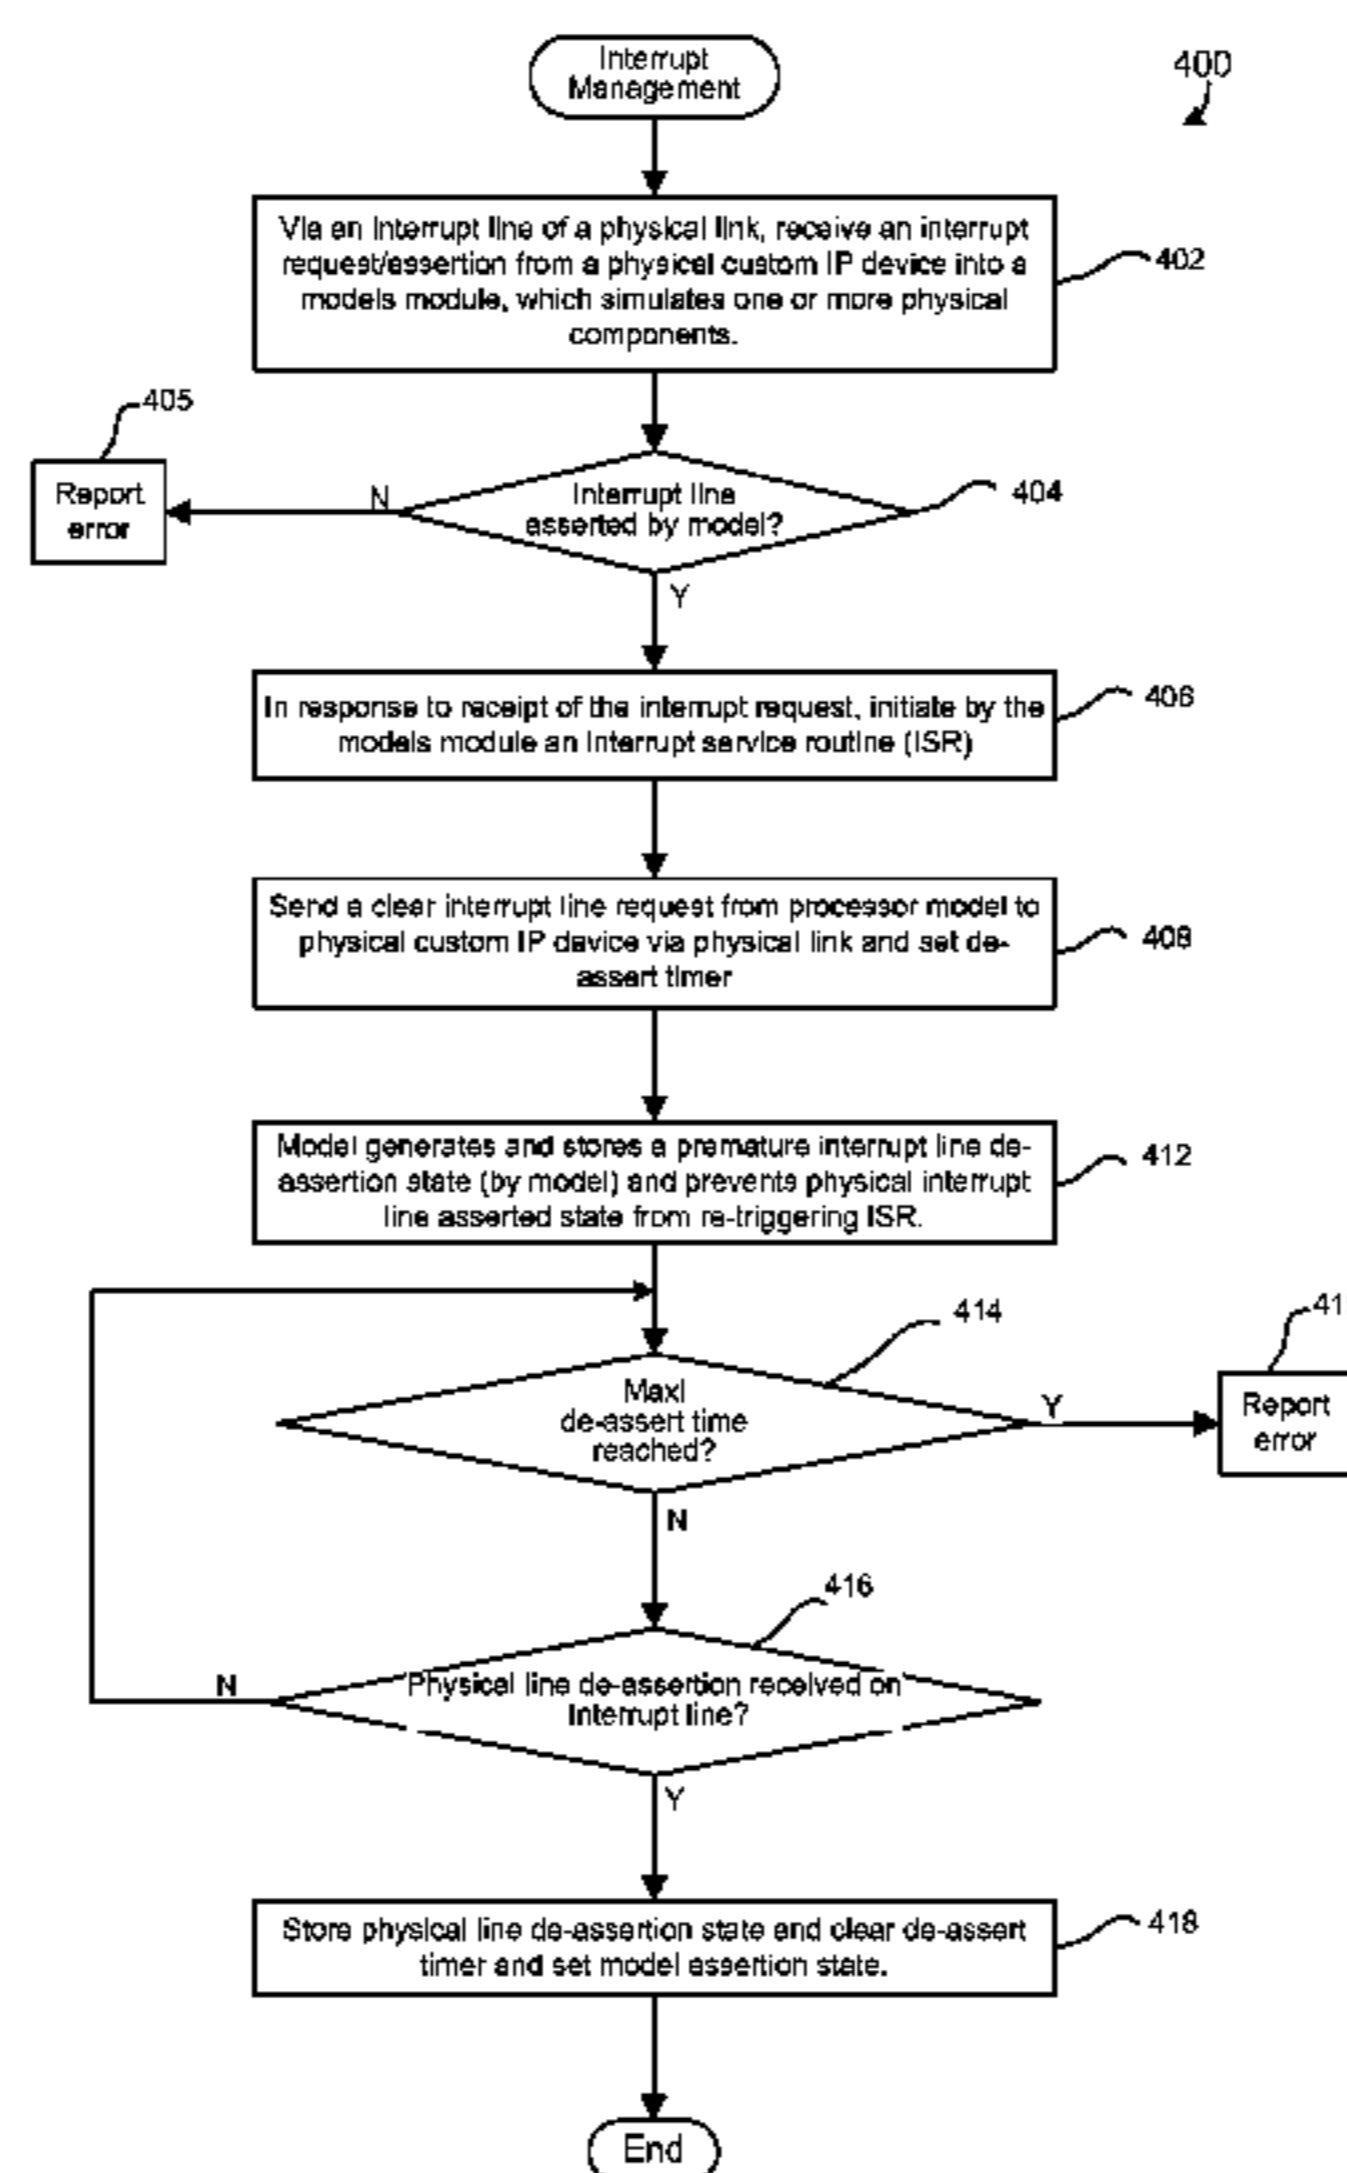 Interrupt
Management
400
Via an interrupt line of a physical link, receive an interrupt
request/assertion from a physical custom IP device into a
models module, which simulates one or more physical
components.
402
405
Report
error
N
Interrupt line
asserted by model?
404
Y
In response to receipt of the interrupt request, initiate by the
models module an interrupt service routine (ISR)
406
Send a clear interrupt line request from processor model to
physical custom IP device via physical link and set de-
assert timer
408
Model generates and stores a premature interrupt line de-
assertion state (by model) and prevents physical interrupt
line asserted state from re-triggering ISR.
412
414
Maxl
de-assert time
reached?
Y
Report
error
N
416
N
Physical line de-assertion received on
Interrupt line?
Y
Store physical line de-assertion state and clear de-assert
timer and set model assertion state.
418
End